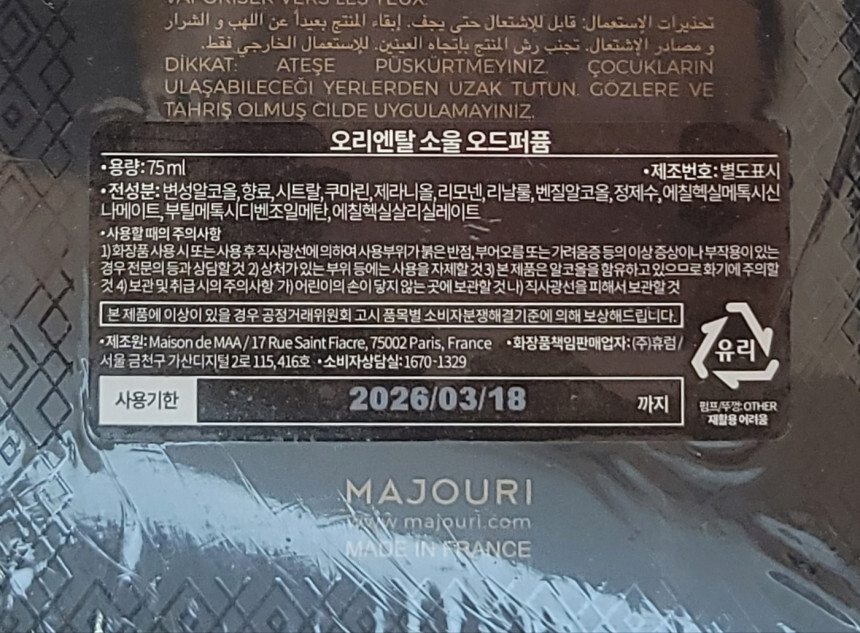 VAPORISER VERS LES YEUX.
تحذيرات الإستعمال: قابل للإشتعال حتى يجف. إبقاء المنتج بعيداً عن اللهب و الشرار
و مصادر الإشتعال. تجنب رش المنتج بإتجاه العينين. للإستعمال الخارجي فقط.
DİKKAT: ATEŞE PÜSKÜRTMEYINIZ. ÇOCUKLARIN
ULAŞABILECEĞI YERLERDEN UZAK TUTUN. GÖZLERE VE
TAHRIŞ OLMUŞ CILDE UYGULAMAYINIZ.
오리엔탈 소울 오드퍼퓸
• 용량: 75ml • 제조번호: 별도표시
• 전성분: 변성알코올, 향료, 시트랄, 쿠마린, 제라니올, 리모넨, 리날룰, 벤질알코올, 정제수, 에칠헥실메톡시신
나메이트, 부틸메톡시디벤조일메탄, 에칠헥실살리실레이트
• 사용할 때의 주의사항
1) 화장품 사용 시 또는 사용 후 직사광선에 의하여 사용부위가 붉은 반점, 부어오름 또는 가려움증 등의 이상 증상이나 부작용이 있는
경우 전문의 등과 상담할 것 2) 상처가 있는 부위 등에는 사용을 자제할 것 3) 본 제품은 알코올을 함유하고 있으므로 화기에 주의할
것 4) 보관 및 취급 시의 주의사항 가) 어린이의 손이 닿지 않는 곳에 보관할 것 나) 직사광선을 피해서 보관할 것
본 제품에 이상이 있을 경우 공정거래위원회 고시 품목별 소비자분쟁해결기준에 의해 보상해드립니다.
• 제조원: Maison de MAA / 17 Rue Saint Fiacre, 75002 Paris, France • 화장품책임판매업자: (주)휴럼 /
서울 금천구 가산디지털 2로 115, 416호 • 소비자상담실: 1670-1329
유리
사용기한 2026/03/18 까지
펌프/뚜껑: OTHER
재활용 어려움
MAJOURI
www.majouri.com
MADE IN FRANCE